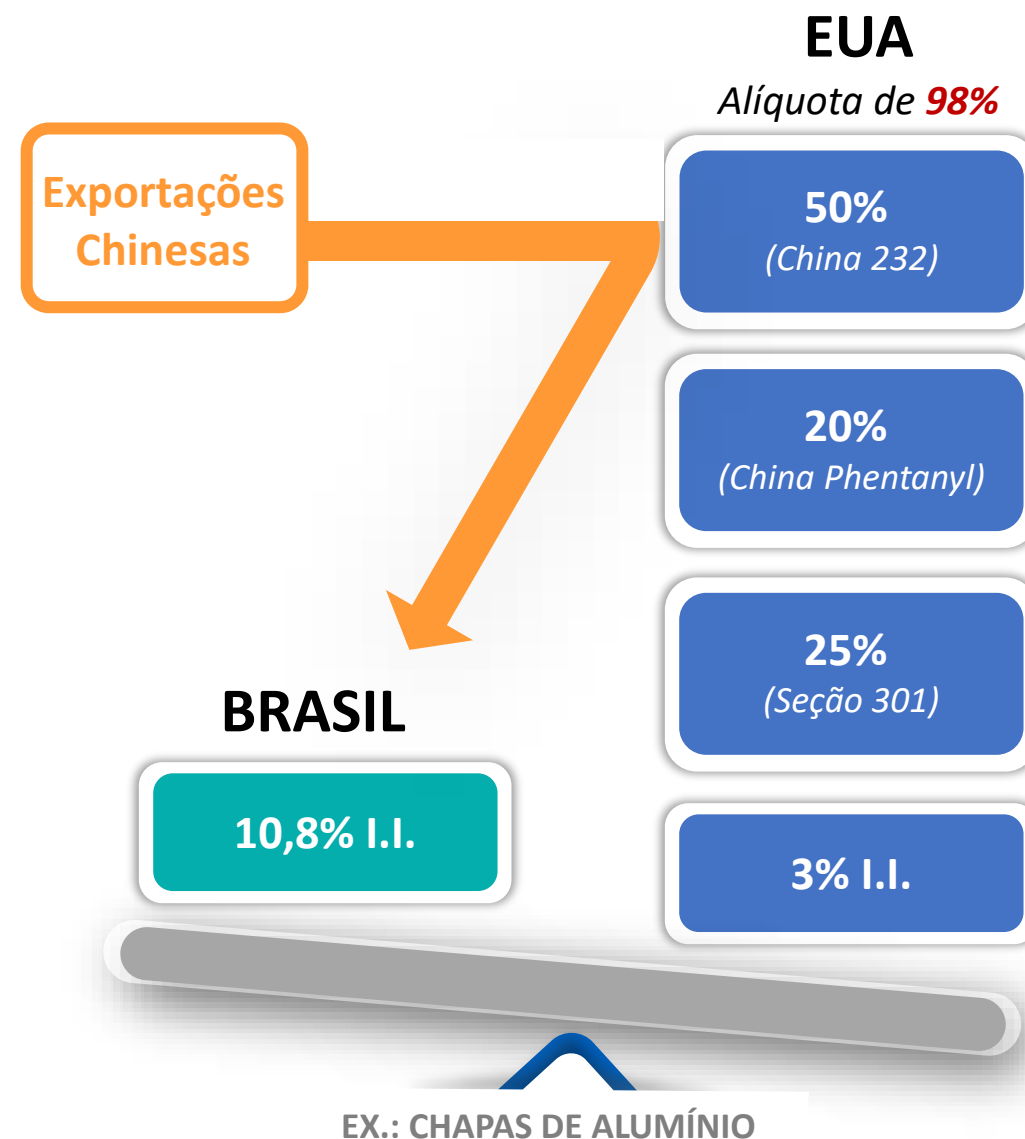 EUA
Alíquota de 98%
Exportações
Chinesas
50%
(China 232)
20%
(China Phentanyl)
25%
(Seção 301)
BRASIL
10,8% I.I.
3% I.I.
EX.: CHAPAS DE ALUMÍNIO